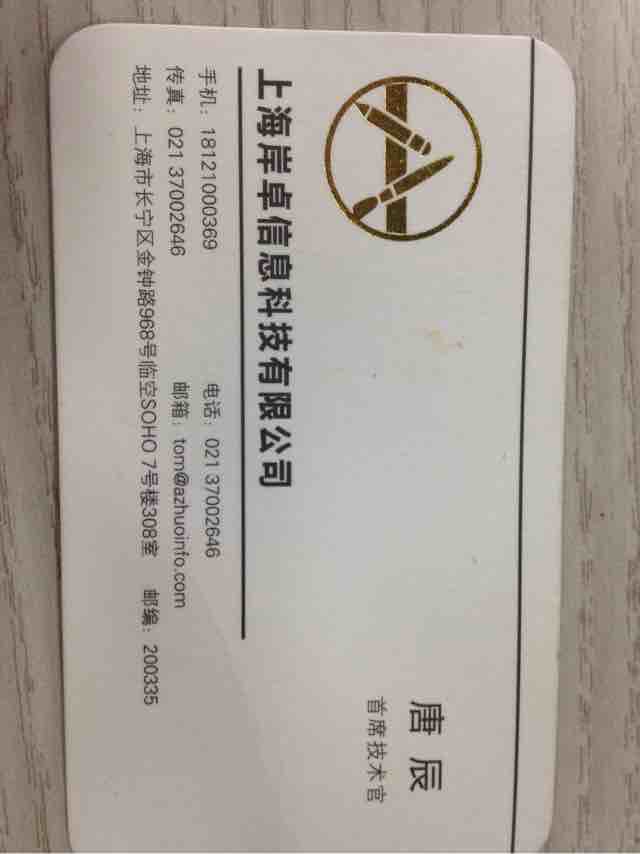 唐 辰
首席技术官
上海岸卓信息科技有限公司
手机：18121000369 电话：021 37002646
传真：021 37002646 邮箱：tom@azhuoinfo.com
地址：上海市长宁区金钟路968号临空SOHO 7号楼308室 邮编：200335